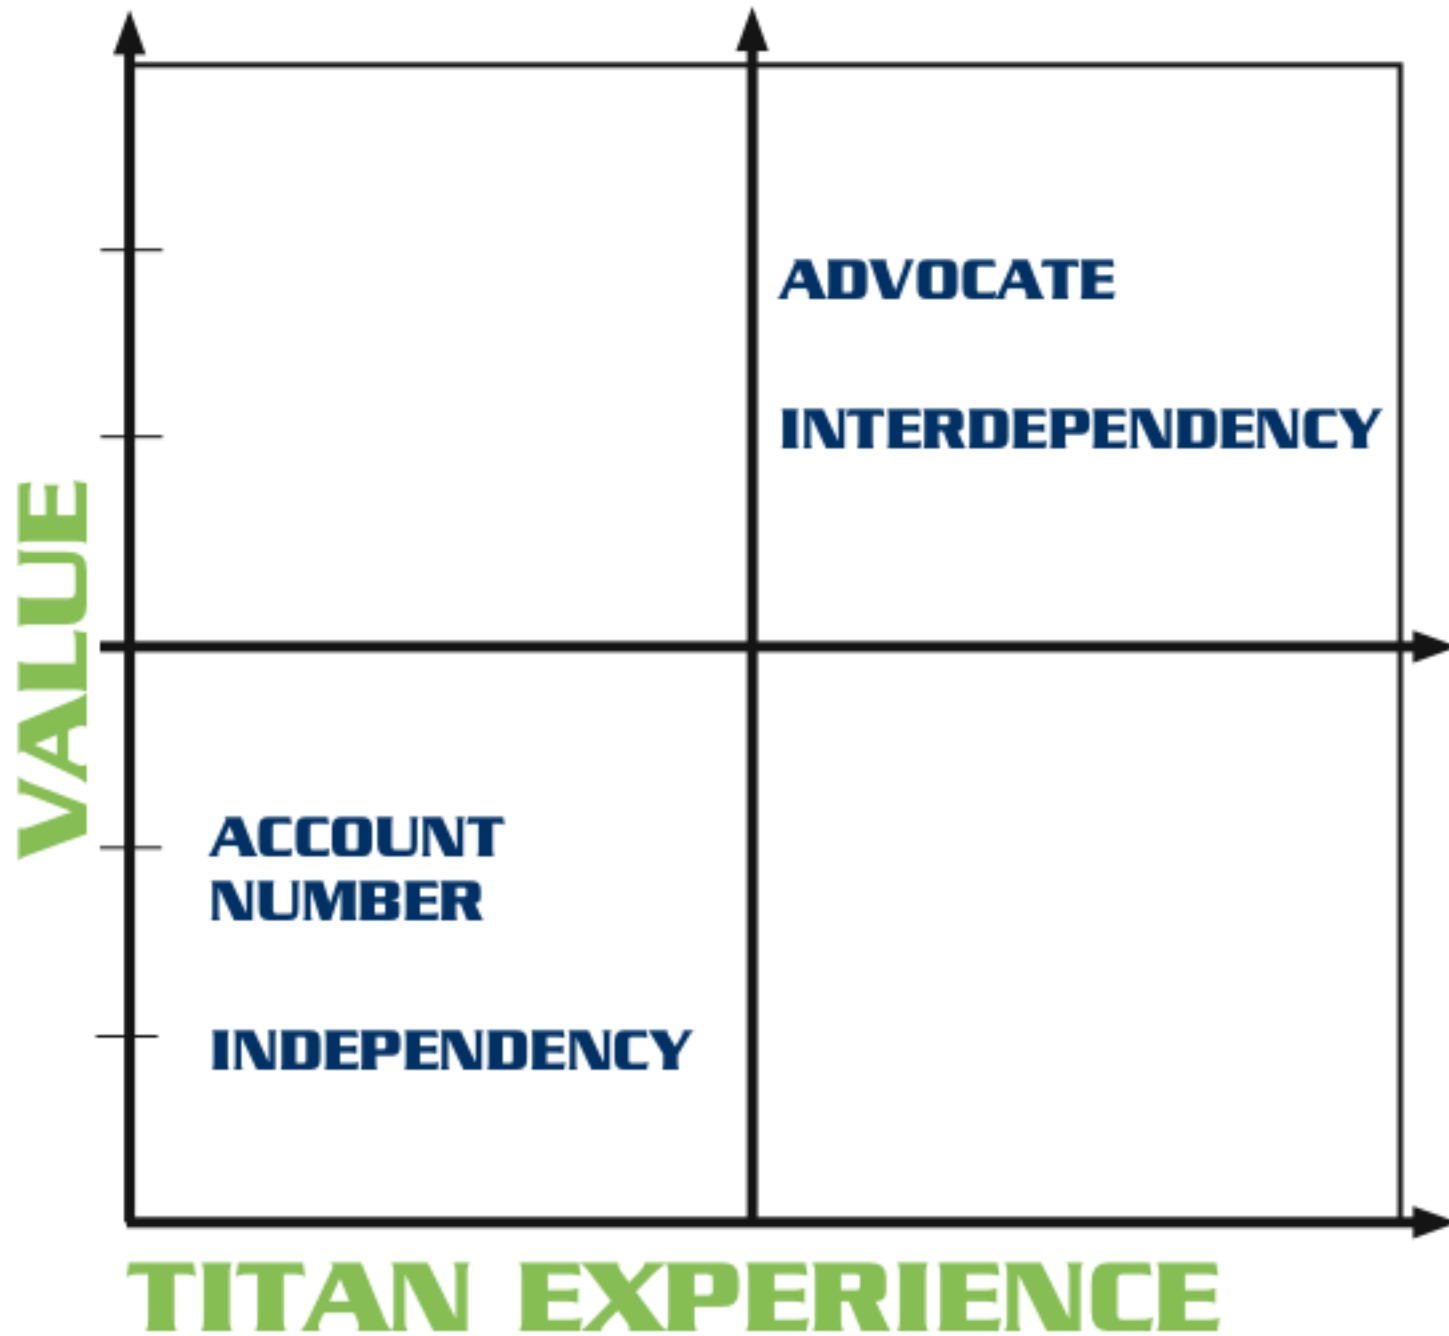 ADVOCATE
INTERDEPENDENCY
VALUE
ACCOUNT
NUMBER
INDEPENDENCY
TITAN EXPERIENCE